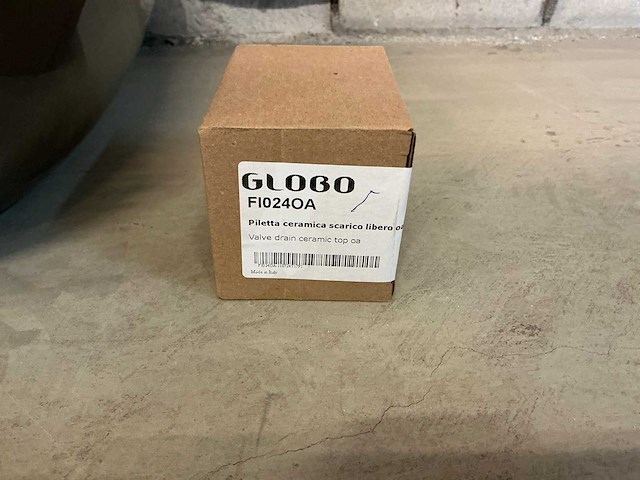 GLOBO
FI024OA
Piletta ceramica scarico libero
Valve drain ceramic top oa
Made in Italy